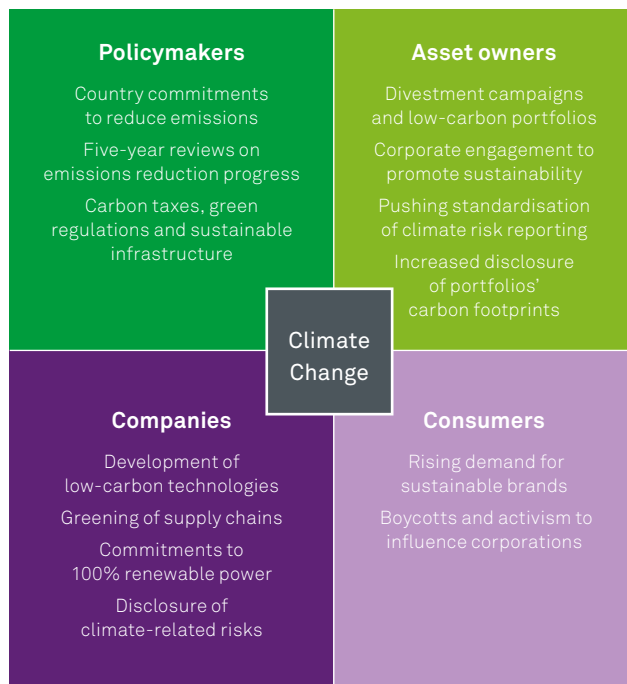 Policymakers
Country commitments
to reduce emissions
Five-year reviews on
emissions reduction progress
Carbon taxes, green
regulations and sustainable
infrastructure
Asset owners
Divestment campaigns
and low-carbon portfolios
Corporate engagement to
promote sustainability
Pushing standardisation
of climate risk reporting
Increased disclosure
of portfolios’
carbon footprints
Climate
Change
Companies
Development of
low-carbon technologies
Greening of supply chains
Commitments to
100% renewable power
Disclosure of
climate-related risks
Consumers
Rising demand for
sustainable brands
Boycotts and activism to
influence corporations